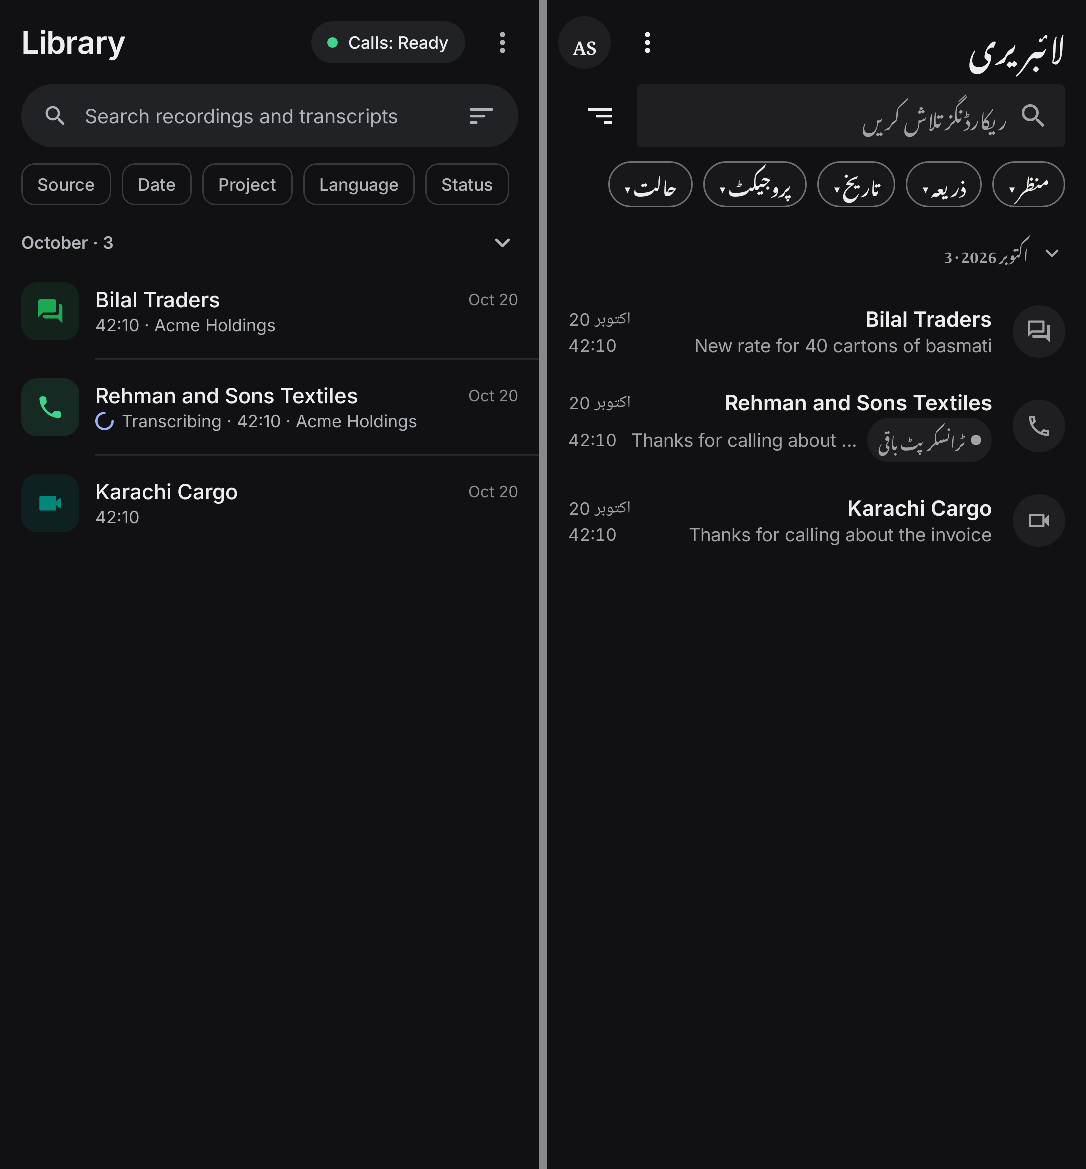 Library
Calls: Ready
Search recordings and transcripts
Source Date Project Language Status
October · 3
Bilal Traders Oct 20
42:10 · Acme Holdings
Rehman and Sons Textiles Oct 20
Transcribing · 42:10 · Acme Holdings
Karachi Cargo Oct 20
42:10
لائبریری
AS
ریکارڈنگز تلاش کریں
منظر ذریعہ تاریخ پروجیکٹ حالت
اکتوبر 2026 · 3
Bilal Traders اکتوبر 20
New rate for 40 cartons of basmati 42:10
Rehman and Sons Textiles اکتوبر 20
ٹرانسکرپٹ باقی Thanks for calling about ... 42:10
Karachi Cargo اکتوبر 20
Thanks for calling about the invoice 42:10